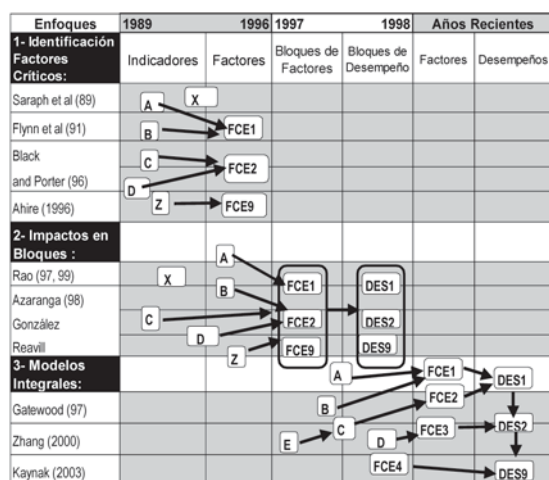 Enfoques 1989 1996 1997 1998 Años Recientes
1- Identificación
Factores
Críticos:
Indicadores Factores Bloques de
Factores Bloques de
Desempeño Factores Desempeños
Saraph et al (89) A X
Flynn et al (91) B FCE1
Black C
FCE2
and Porter (96) D
Ahire (1996) Z FCE9
2- Impactos en
Bloques :
A
Rao (97, 99) X B FCE1 DES1
Azaranga (98)
González C D FCE2 DES2
Reavill Z FCE9 DES9
3- Modelos
Integrales:
A FCE1 DES1
Gatewood (97) B FCE2
Zhang (2000) E C D FCE3 DES2
Kaynak (2003) FCE4 DES9